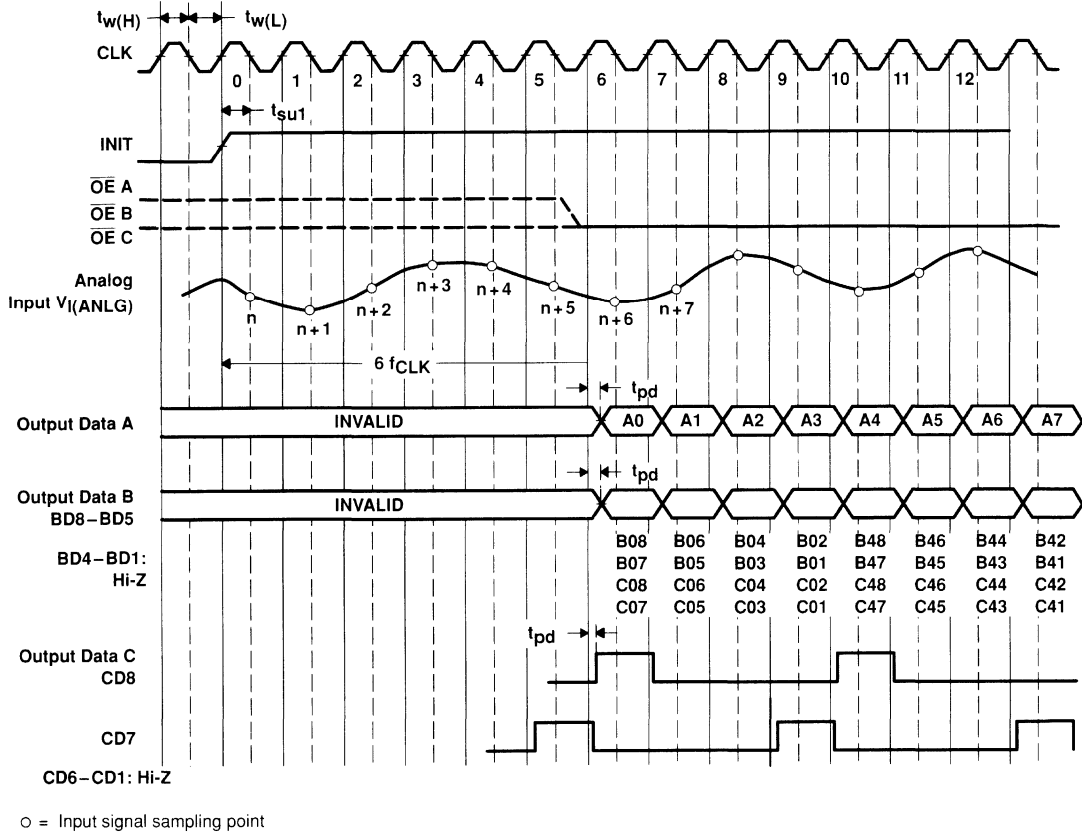 tw(H) tw(L)
CLK
0 1 2 3 4 5 6 7 8 9 10 11 12
tsu1
INIT
OE A
OE B
OE C
Analog
Input VI(ANLG)
n n+1 n+2 n+3 n+4 n+5 n+6 n+7
6 fCLK
tpd
Output Data A INVALID A0 A1 A2 A3 A4 A5 A6 A7
tpd
Output Data B INVALID
BD8–BD5
BD4–BD1:
Hi-Z
B08 B06 B04 B02 B48 B46 B44 B42
B07 B05 B03 B01 B47 B45 B43 B41
C08 C06 C04 C02 C48 C46 C44 C42
C07 C05 C03 C01 C47 C45 C43 C41
tpd
Output Data C
CD8
CD7
CD6–CD1: Hi-Z
○ = Input signal sampling point